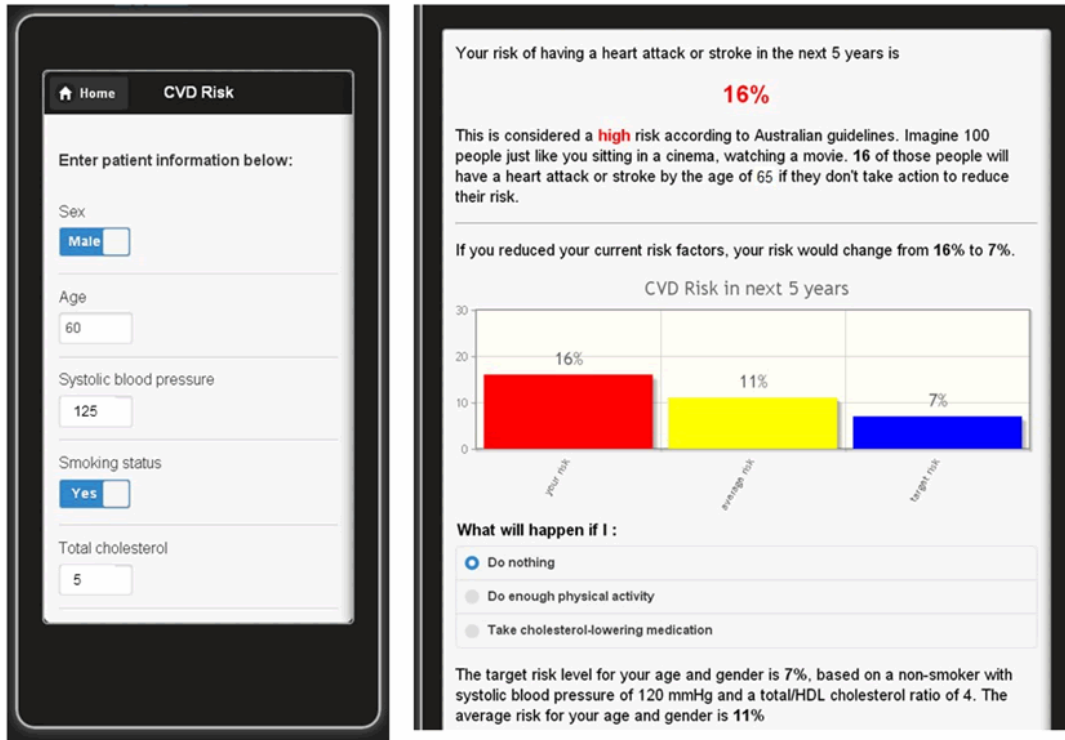 Home
CVD Risk
Enter patient information below:
Sex
Male
Age
60
Systolic blood pressure
125
Smoking status
Yes
Total cholesterol
5
Your risk of having a heart attack or stroke in the next 5 years is
16%
This is considered a high risk according to Australian guidelines. Imagine 100
people just like you sitting in a cinema, watching a movie. 16 of those people will
have a heart attack or stroke by the age of 65 if they don't take action to reduce
their risk.
If you reduced your current risk factors, your risk would change from 16% to 7%.
CVD Risk in next 5 years
30
20
10
0
16%
11%
7%
your risk
average risk
target risk
What will happen if I :
Do nothing
Do enough physical activity
Take cholesterol-lowering medication
The target risk level for your age and gender is 7%, based on a non-smoker with
systolic blood pressure of 120 mmHg and a total/HDL cholesterol ratio of 4. The
average risk for your age and gender is 11%